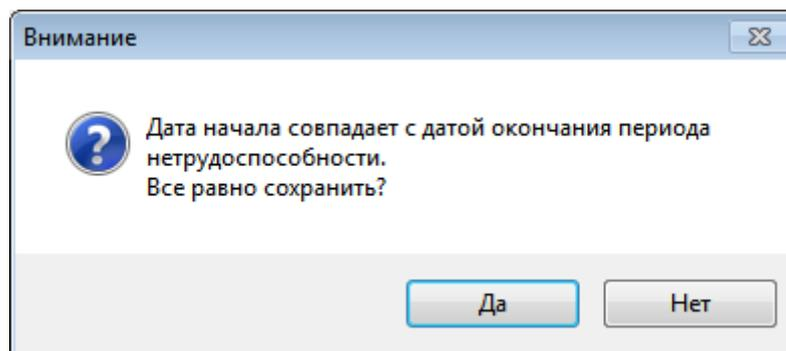 Внимание
Дата начала совпадает с датой окончания периода
нетрудоспособности.
Все равно сохранить?
Да
Нет